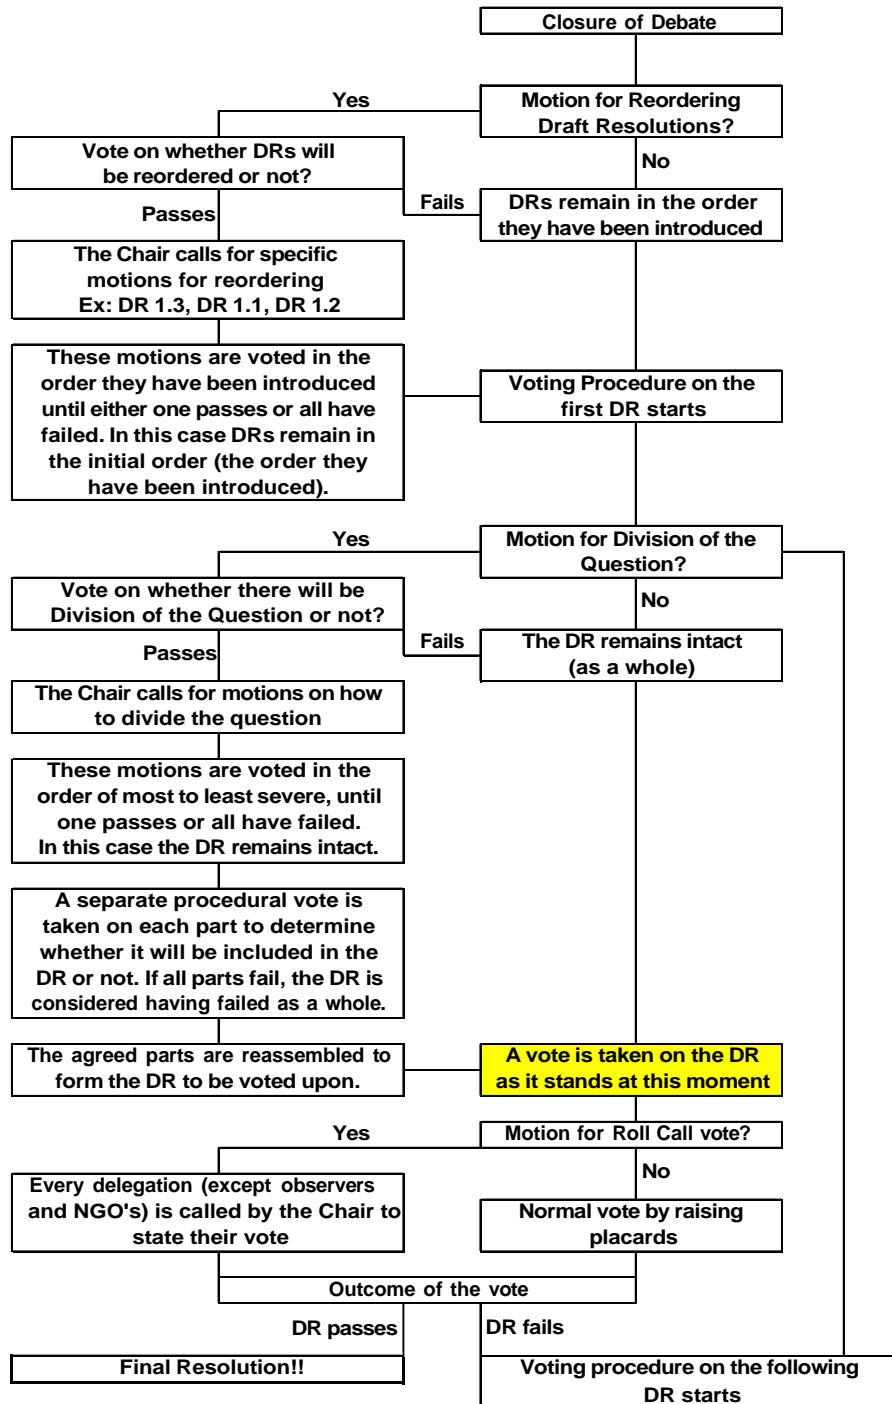 Closure of Debate
Yes
Motion for Reordering
Draft Resolutions?
Vote on whether DRs will
be reordered or not?
No
Fails
DRs remain in the order
they have been introduced
Passes
The Chair calls for specific
motions for reordering
Ex: DR 1.3, DR 1.1, DR 1.2
These motions are voted in the
order they have been introduced
until either one passes or all have
failed. In this case DRs remain in
the initial order (the order they
have been introduced).
Voting Procedure on the
first DR starts
Yes
Motion for Division of the
Question?
Vote on whether there will be
Division of the Question or not?
No
Fails
The DR remains intact
(as a whole)
Passes
The Chair calls for motions on how
to divide the question
These motions are voted in the
order of most to least severe, until
one passes or all have failed.
In this case the DR remains intact.
A separate procedural vote is
taken on each part to determine
whether it will be included in the
DR or not. If all parts fail, the DR is
considered having failed as a whole.
The agreed parts are reassembled to
form the DR to be voted upon.
A vote is taken on the DR
as it stands at this moment
Yes
Motion for Roll Call vote?
No
Every delegation (except observers
and NGO's) is called by the Chair to
state their vote
Normal vote by raising
placards
Outcome of the vote
DR passes
DR fails
Final Resolution!!
Voting procedure on the following
DR starts